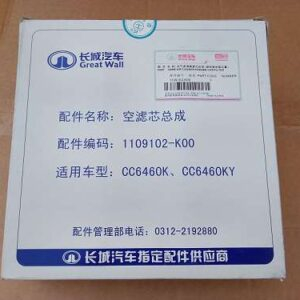 长城汽车
Great Wall
配件名称：空滤芯总成
配件编码：1109102-K00
适用车型：CC6460K、CC6460KY
配件管理部电话：0312-2192880
长城汽车指定配件供应商